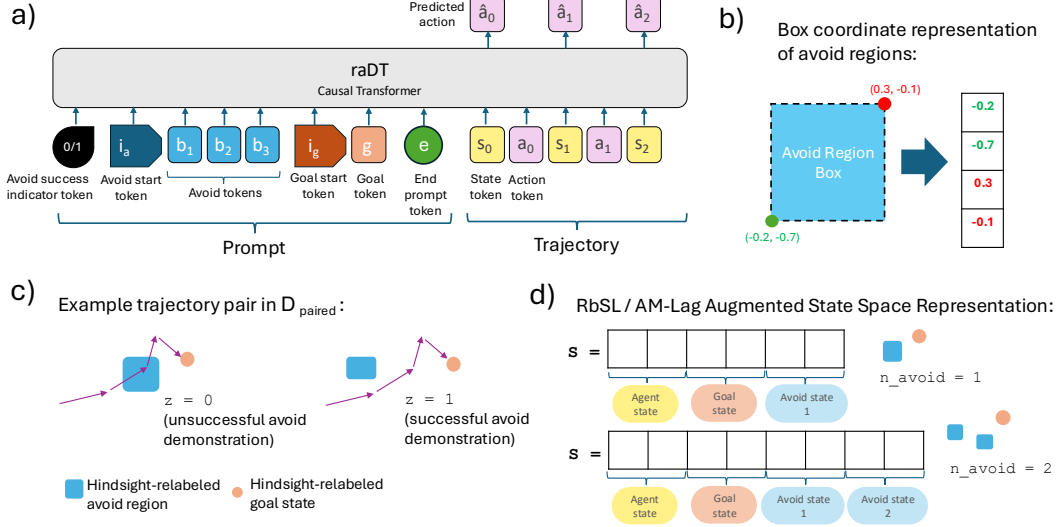 a)
Predicted
action
â0 â1 â2
raDT
Causal Transformer
0/1 ia b1 b2 b3 ig g e s0 a0 s1 a1 s2
Avoid success
indicator token
Avoid start
token
Avoid tokens
Goal start
token
Goal
token
End
prompt
token
State
token
Action
token
Prompt
Trajectory
b)
Box coordinate representation
of avoid regions:
(0.3, -0.1)
Avoid Region
Box
(-0.2, -0.7)
-0.2
-0.7
0.3
-0.1
c)
Example trajectory pair in D paired :
z = 0
(unsuccessful avoid
demonstration)
z = 1
(successful avoid
demonstration)
Hindsight-relabeled
avoid region
Hindsight-relabeled
goal state
d)
RbSL / AM-Lag Augmented State Space Representation:
s =
Agent
state
Goal
state
Avoid state
1
n_avoid = 1
s =
Agent
state
Goal
state
Avoid state
1
Avoid state
2
n_avoid = 2